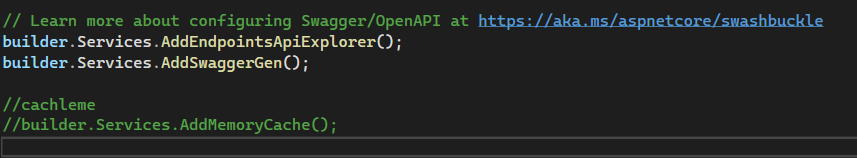 // Learn more about configuring Swagger/OpenAPI at https://aka.ms/aspnetcore/swashbuckle
builder.Services.AddEndpointsApiExplorer();
builder.Services.AddSwaggerGen();
//cachleme
//builder.Services.AddMemoryCache();